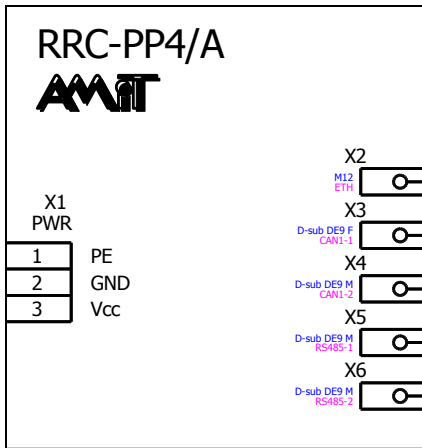 RRC-PP4/A
AMiT
X2
M12
ETH
X1
PWR
X3
D-sub DE9 F
CAN1-1
1 PE
2 GND
3 Vcc
X4
D-sub DE9 M
CAN1-2
X5
D-sub DE9 M
RS485-1
X6
D-sub DE9 M
RS485-2